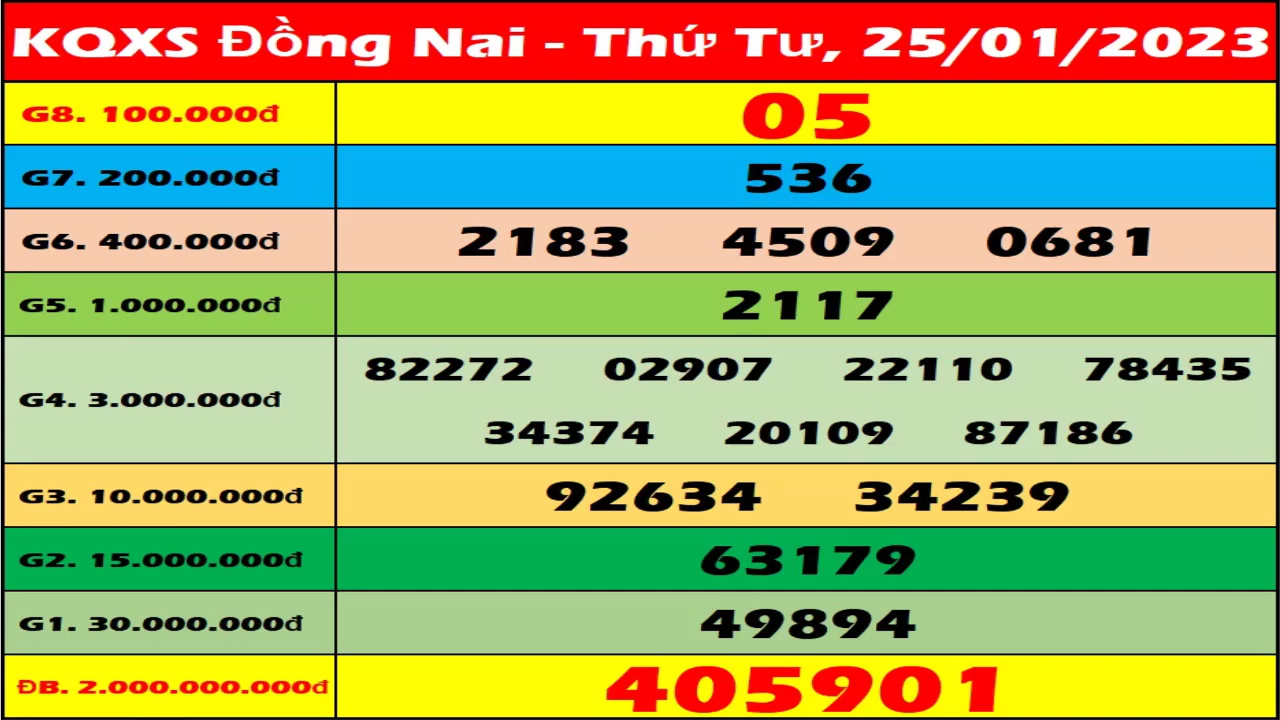 KQXS Đồng Nai - Thứ Tư, 25/01/2023
G8. 100.000đ 05
G7. 200.000đ 536
G6. 400.000đ 2183 4509 0681
G5. 1.000.000đ 2117
G4. 3.000.000đ 82272 02907 22110 78435
34374 20109 87186
G3. 10.000.000đ 92634 34239
G2. 15.000.000đ 63179
G1. 30.000.000đ 49894
ĐB. 2.000.000.000đ 405901